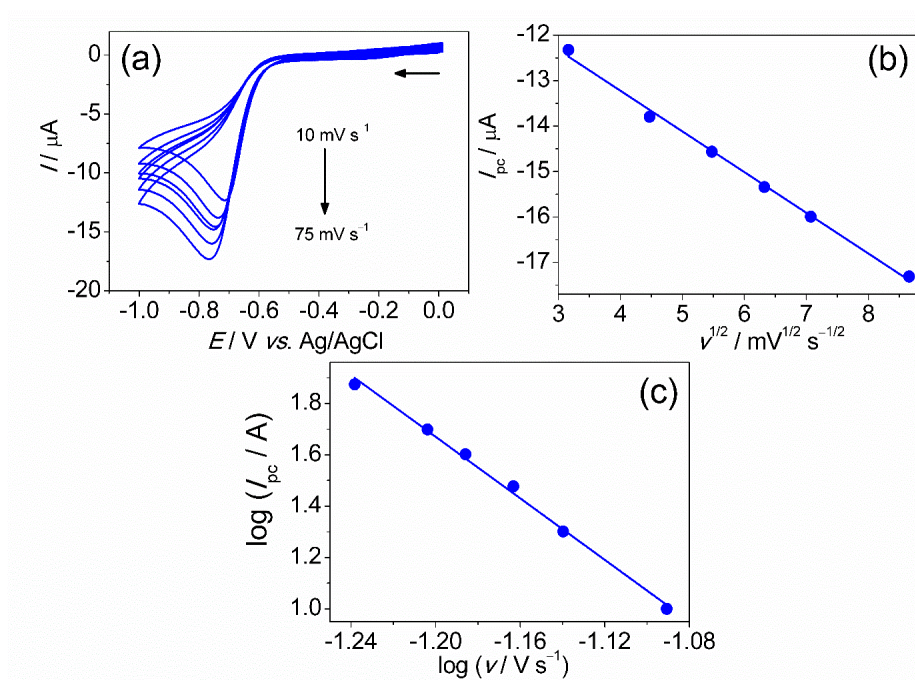 (a)
I / μA
0
-5
-10
-15
-20
10 mV s⁻¹
75 mV s⁻¹
-1.0 -0.8 -0.6 -0.4 -0.2 0.0
E / V vs. Ag/AgCl
(b)
Ipc / μA
-12
-13
-14
-15
-16
-17
3 4 5 6 7 8
ν1/2 / mV1/2 s−1/2
(c)
log (Ipc / A)
1.8
1.6
1.4
1.2
1.0
-1.24 -1.20 -1.16 -1.12 -1.08
log (ν / V s⁻¹)